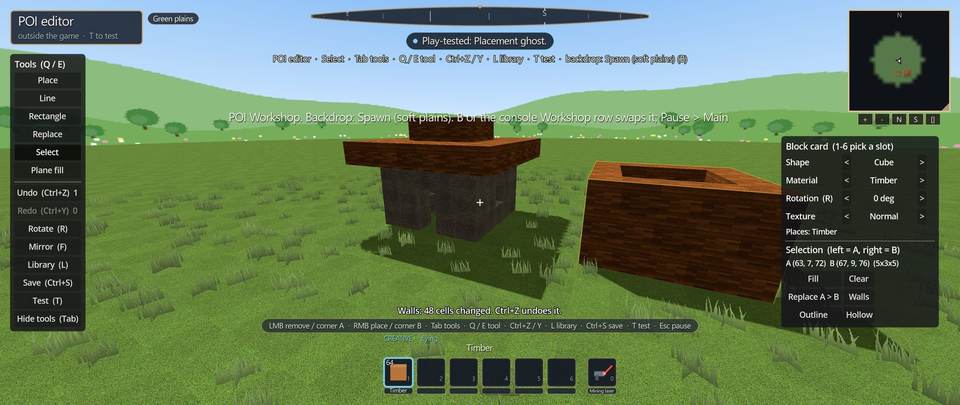 POI editor
outside the game · T to test
Green plains
S
Play-tested: Placement ghost.
POI editor · Select · Tab tools · Q / E tool · Ctrl+Z / Y · L library · T test · backdrop: Spawn (soft plains) (B)
POI Workshop. Backdrop: Spawn (soft plains). B or the console Workshop row swaps it. Pause > Main
N
+ - N S []
Tools (Q / E)
Place
Line
Rectangle
Replace
Select
Plane fill
Undo (Ctrl+Z) 1
Redo (Ctrl+Y) 0
Rotate (R)
Mirror (F)
Library (L)
Save (Ctrl+S)
Test (T)
Hide tools (Tab)
Block card (1-6 pick a slot)
Shape < Cube >
Material < Timber >
Rotation (R) < 0 deg >
Texture < Normal >
Places: Timber
Selection (left = A, right = B)
A (63, 7, 72) B (67, 9, 76) (5x3x5)
Fill Clear
Replace A > B Walls
Outline Hollow
Walls: 48 cells changed. Ctrl+Z undoes it.
LMB remove / corner A · RMB place / corner B · Tab tools · Q / E tool · Ctrl+Z / Y · L library · Ctrl+S save · T test · Esc pause
CREATIVE · flying
Timber
64 1 2 3 4 5 6 0
Timber
Mining laser